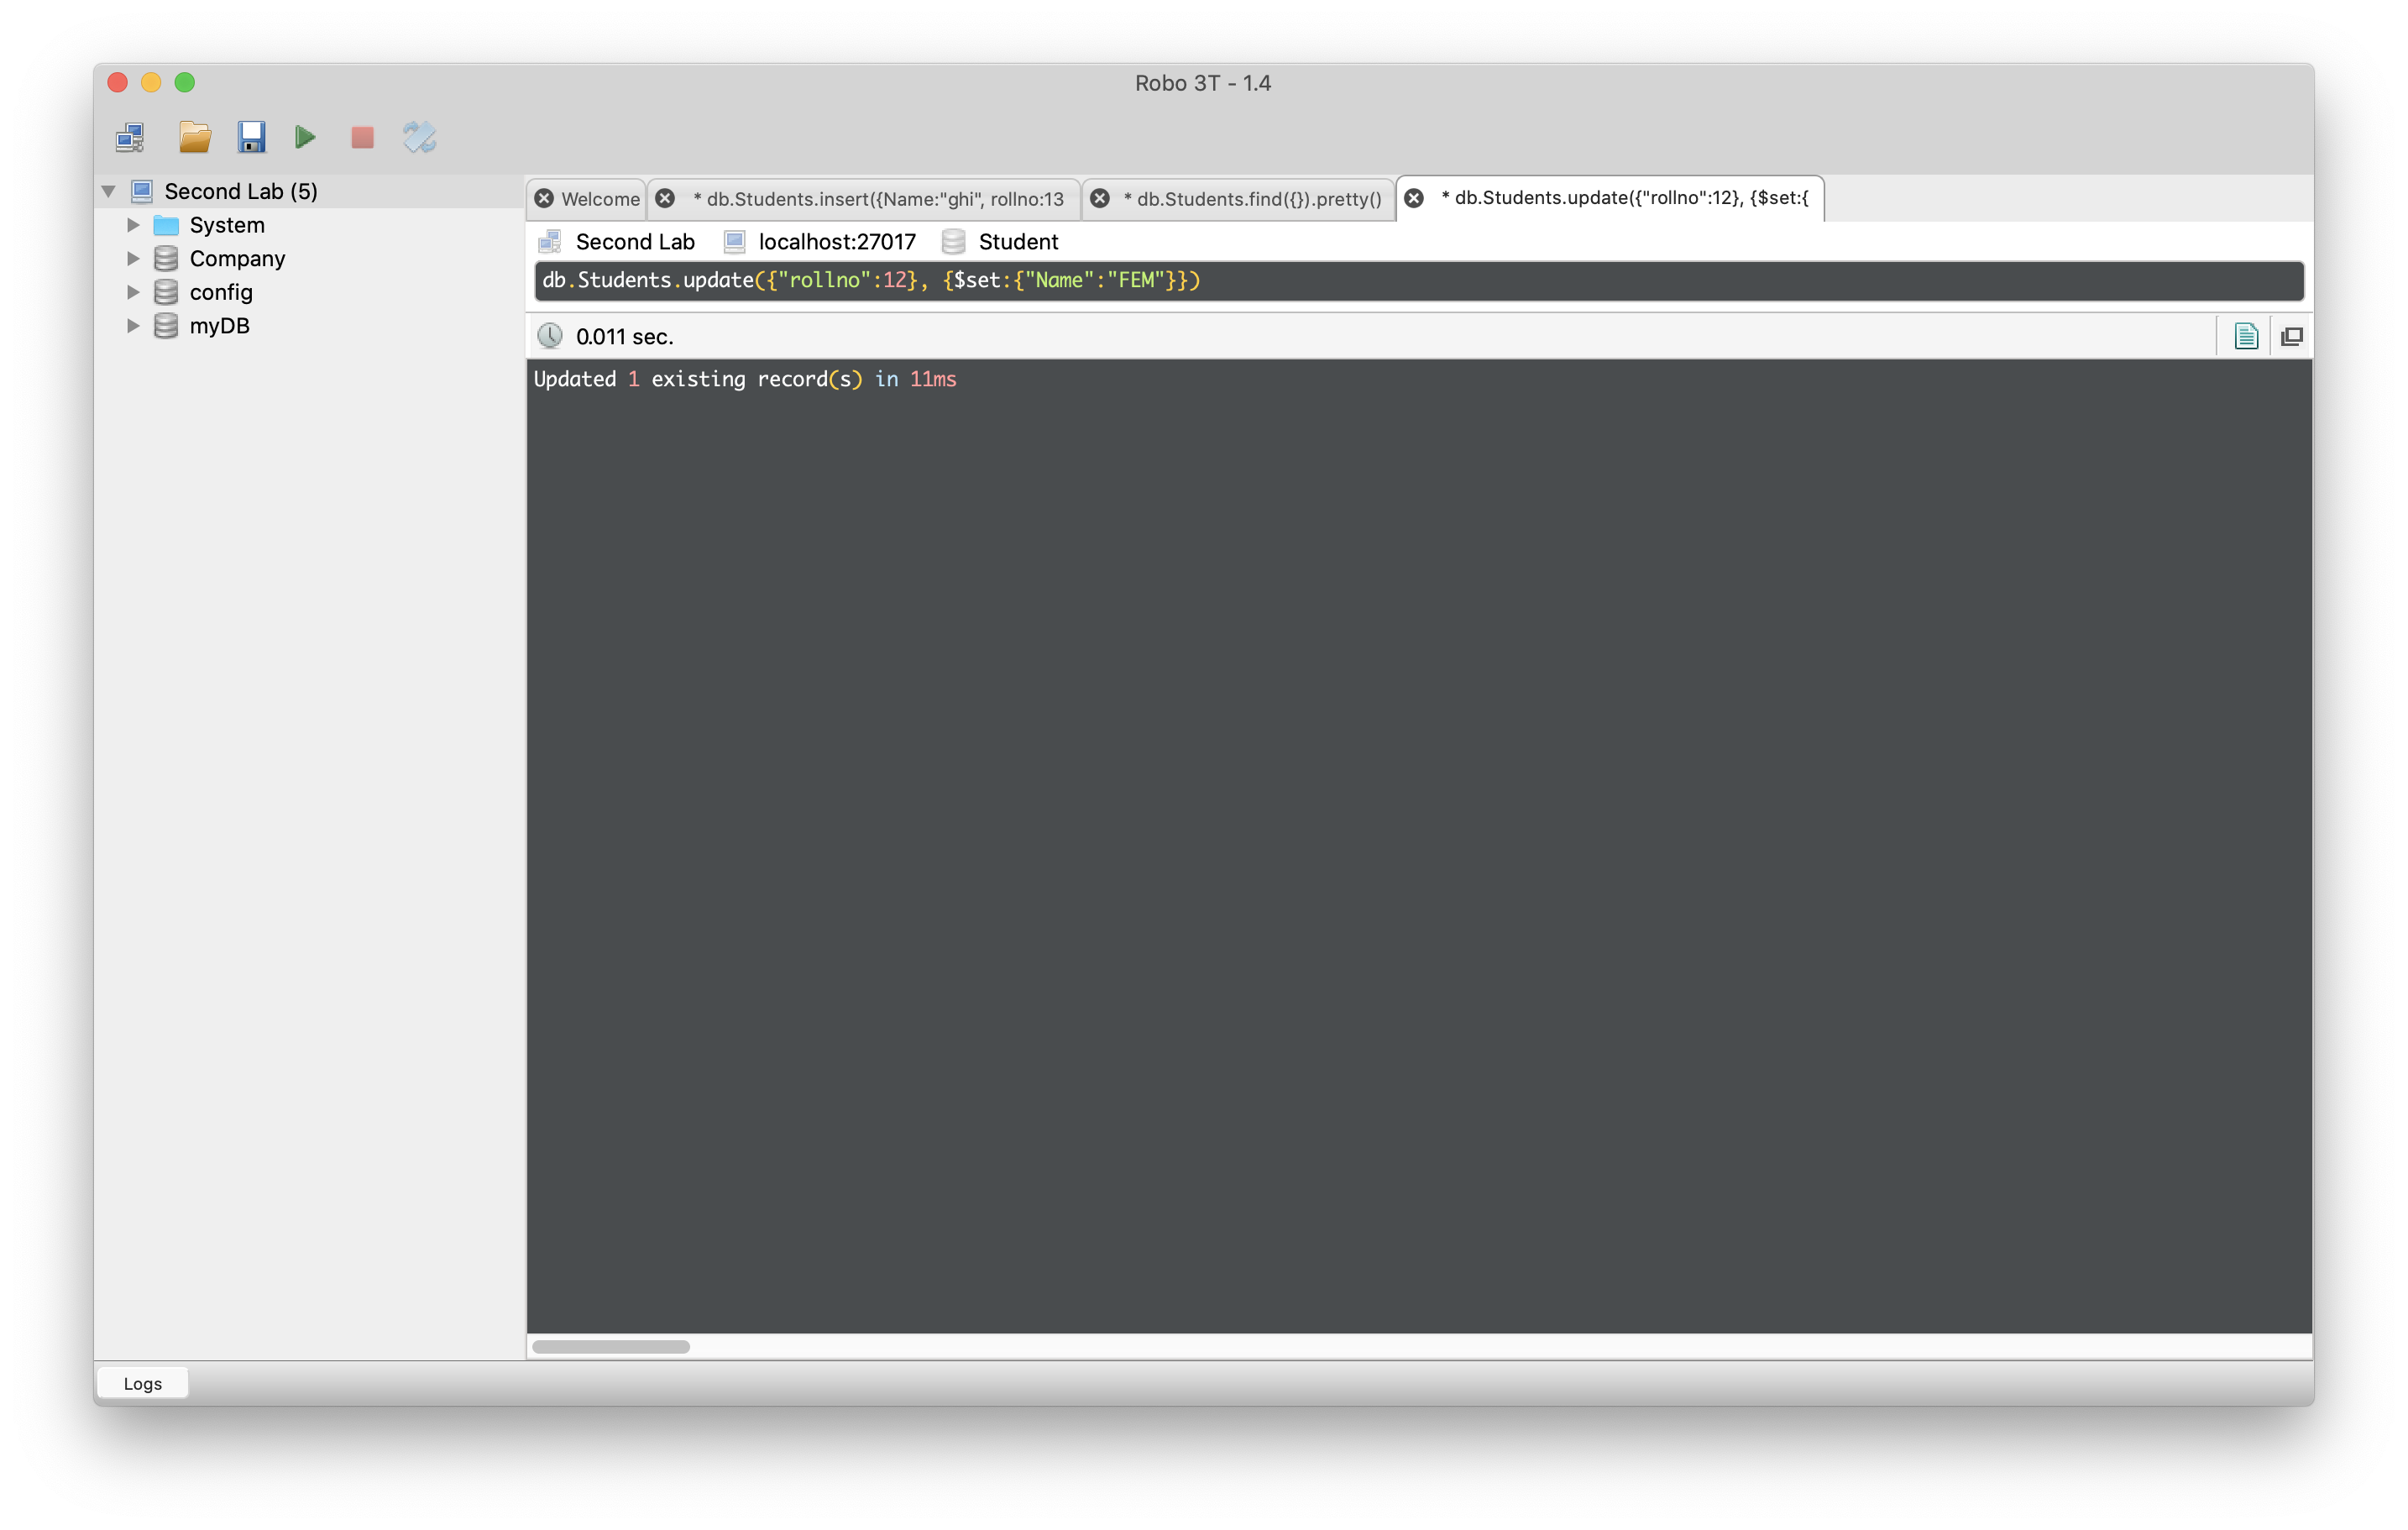 Robo 3T - 1.4
Second Lab (5)
System
Company
config
myDB
Welcome
* db.Students.insert({Name:"ghi", rollno:13
* db.Students.find({}).pretty()
* db.Students.update({"rollno":12}, {$set:{
Second Lab localhost:27017 Student
db.Students.update({"rollno":12}, {$set:{"Name":"FEM"}})
0.011 sec.
Updated 1 existing record(s) in 11ms
Logs